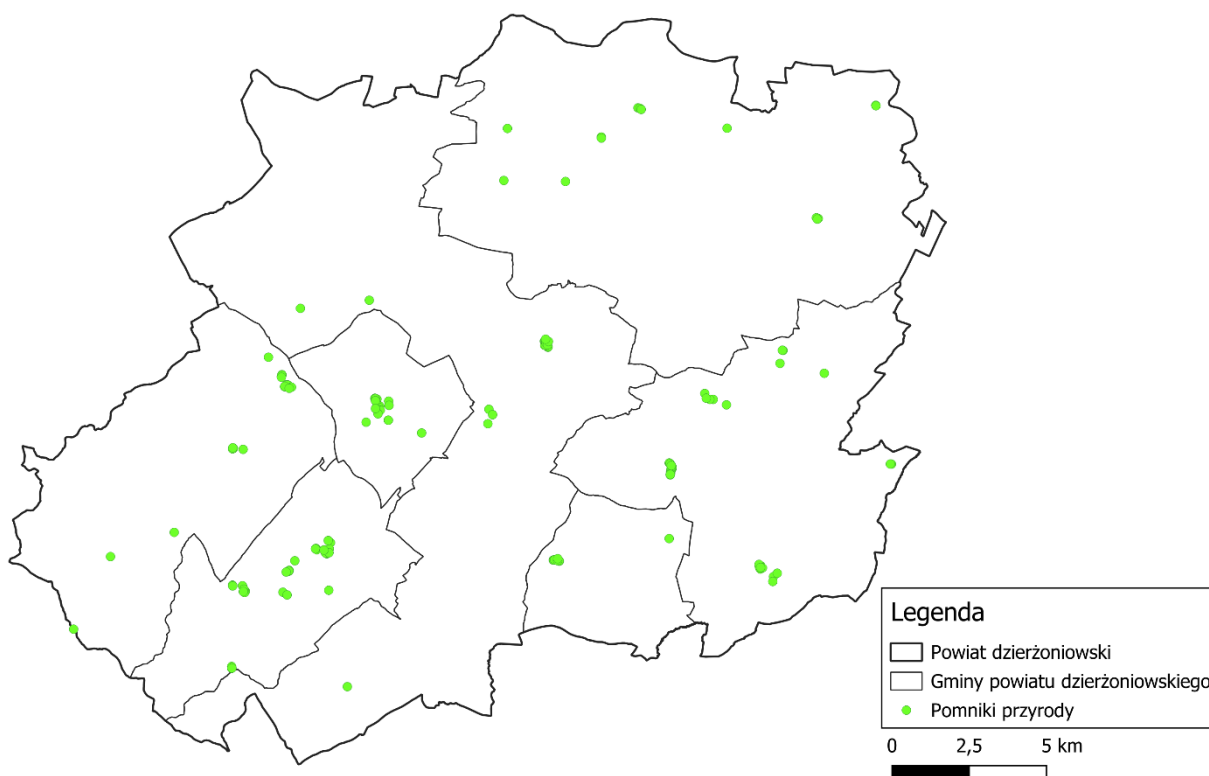 Legenda
Powiat dzierżoniowski
Gminy powiatu dzierżoniowskiego
Pomniki przyrody
0 2,5 5 km